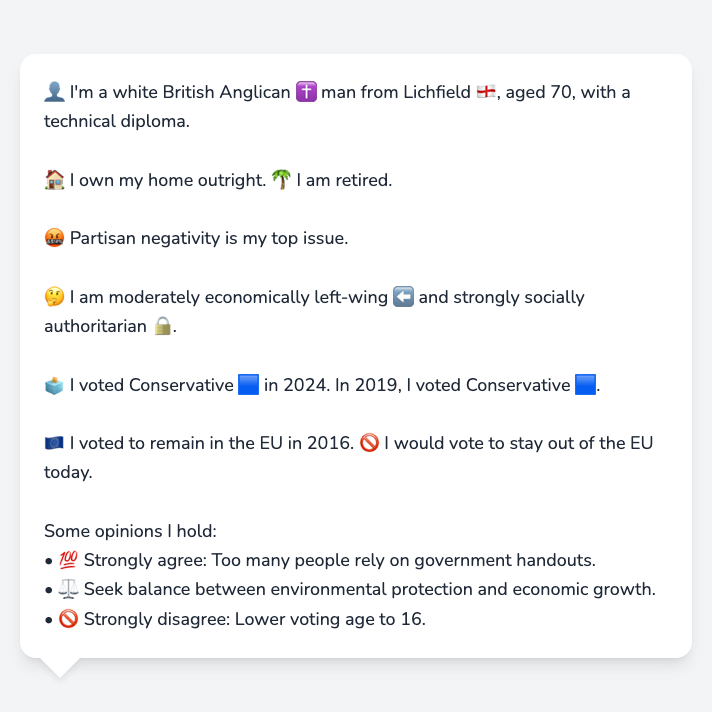 👤 I'm a white British Anglican ✝️ man from Lichfield 🏴󠁧󠁢󠁥󠁮󠁧󠁿, aged 70, with a
technical diploma.
🏠 I own my home outright. 🌴 I am retired.
🤬 Partisan negativity is my top issue.
🤔 I am moderately economically left-wing ⬅️ and strongly socially
authoritarian 🔒.
🗳️ I voted Conservative 🟦 in 2024. In 2019, I voted Conservative 🟦.
🇪🇺 I voted to remain in the EU in 2016. 🚫 I would vote to stay out of the EU
today.
Some opinions I hold:
• 💯 Strongly agree: Too many people rely on government handouts.
• ⚖️ Seek balance between environmental protection and economic growth.
• 🚫 Strongly disagree: Lower voting age to 16.